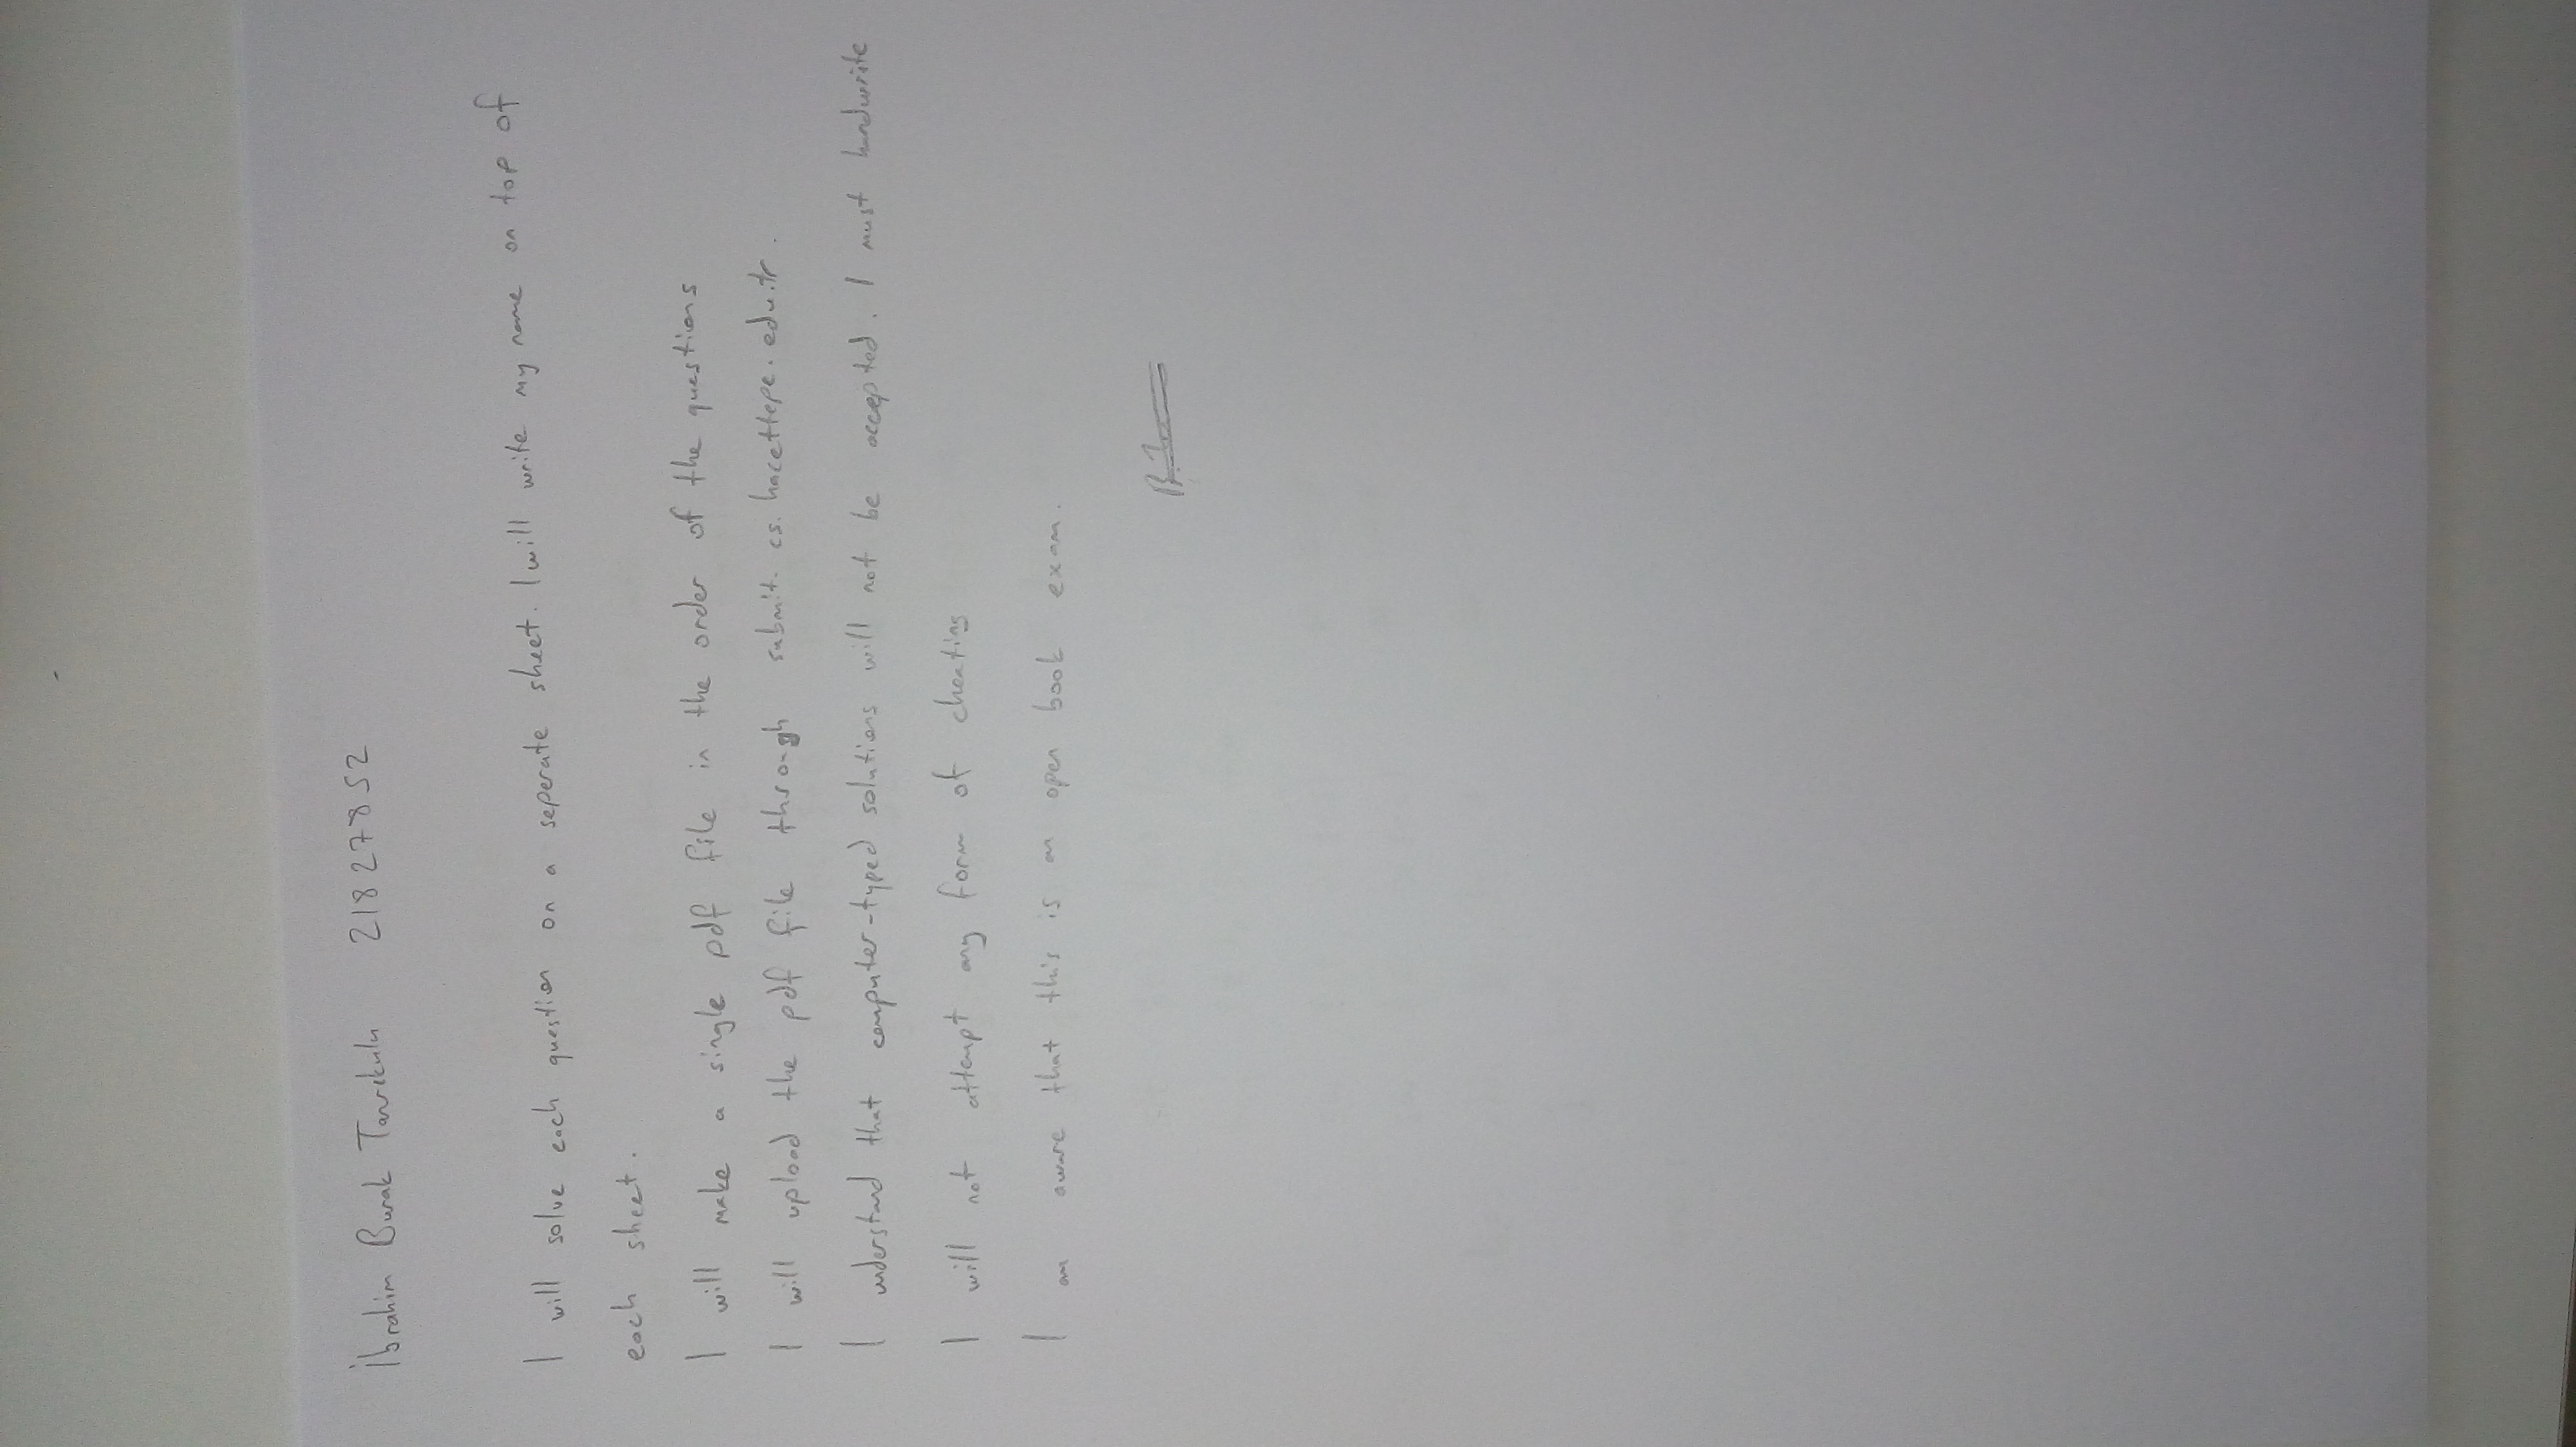 İbrahim Burak Tanrıkulu 21827852
I will solve each question on a seperate sheet. I will write my name on top of
each sheet.
I will make a single pdf file in the order of the questions
I will upload the pdf file through submit.cs.hacettepe.edu.tr.
I understand that computer-typed solutions will not be accepted. I must handwrite
I will not attempt any form of cheating
I am aware that this is an open book exam.